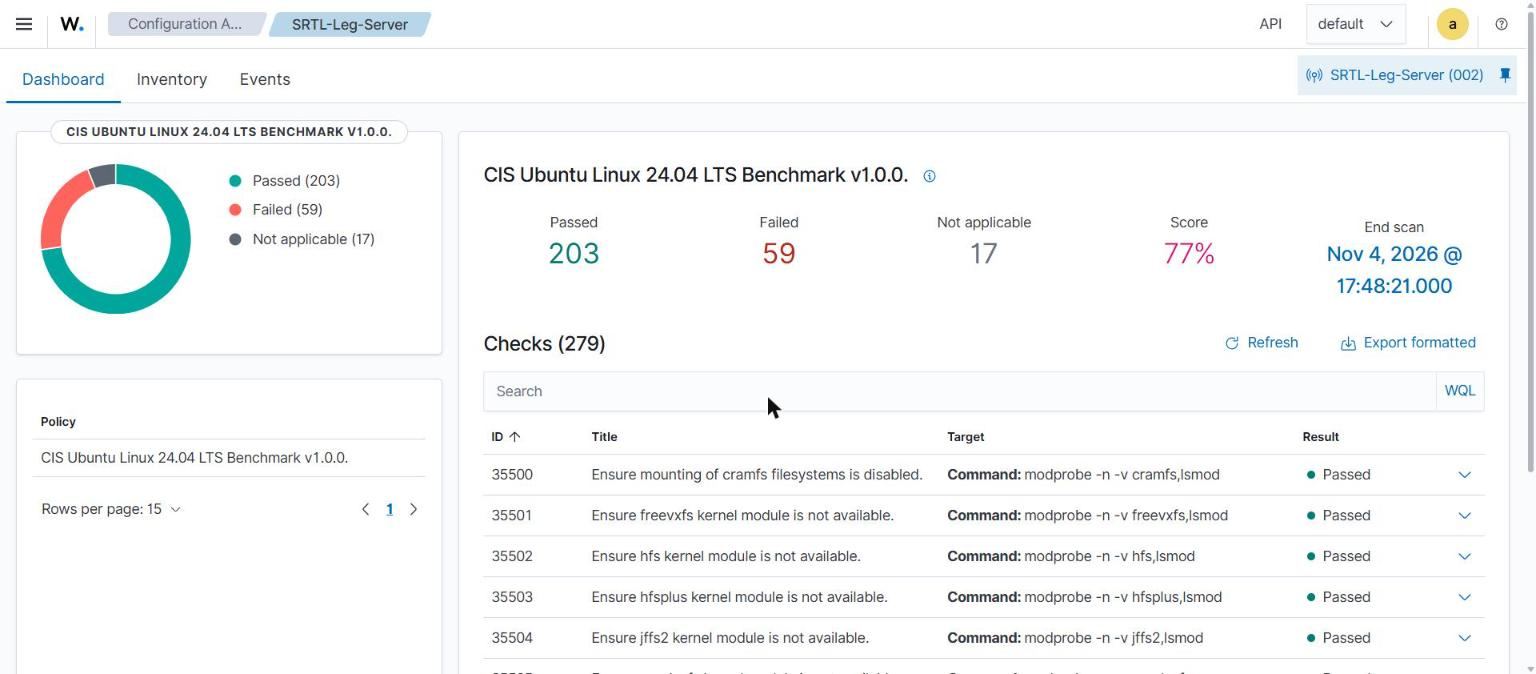 W.
Configuration A...
SRTL-Leg-Server
API
default
a
Dashboard
Inventory
Events
SRTL-Leg-Server (002)
CIS UBUNTU LINUX 24.04 LTS BENCHMARK V1.0.0.
Passed (203)
Failed (59)
Not applicable (17)
Policy
CIS Ubuntu Linux 24.04 LTS Benchmark v1.0.0.
Rows per page: 15
1
CIS Ubuntu Linux 24.04 LTS Benchmark v1.0.0.
Passed
203
Failed
59
Not applicable
17
Score
77%
End scan
Nov 4, 2026 @
17:48:21.000
Checks (279)
Refresh
Export formatted
Search
WQL
ID Title Target Result
35500 Ensure mounting of cramfs filesystems is disabled. Command: modprobe -n -v cramfs,lsmod Passed
35501 Ensure freevxfs kernel module is not available. Command: modprobe -n -v freevxfs,lsmod Passed
35502 Ensure hfs kernel module is not available. Command: modprobe -n -v hfs,lsmod Passed
35503 Ensure hfsplus kernel module is not available. Command: modprobe -n -v hfsplus,lsmod Passed
35504 Ensure jffs2 kernel module is not available. Command: modprobe -n -v jffs2,lsmod Passed